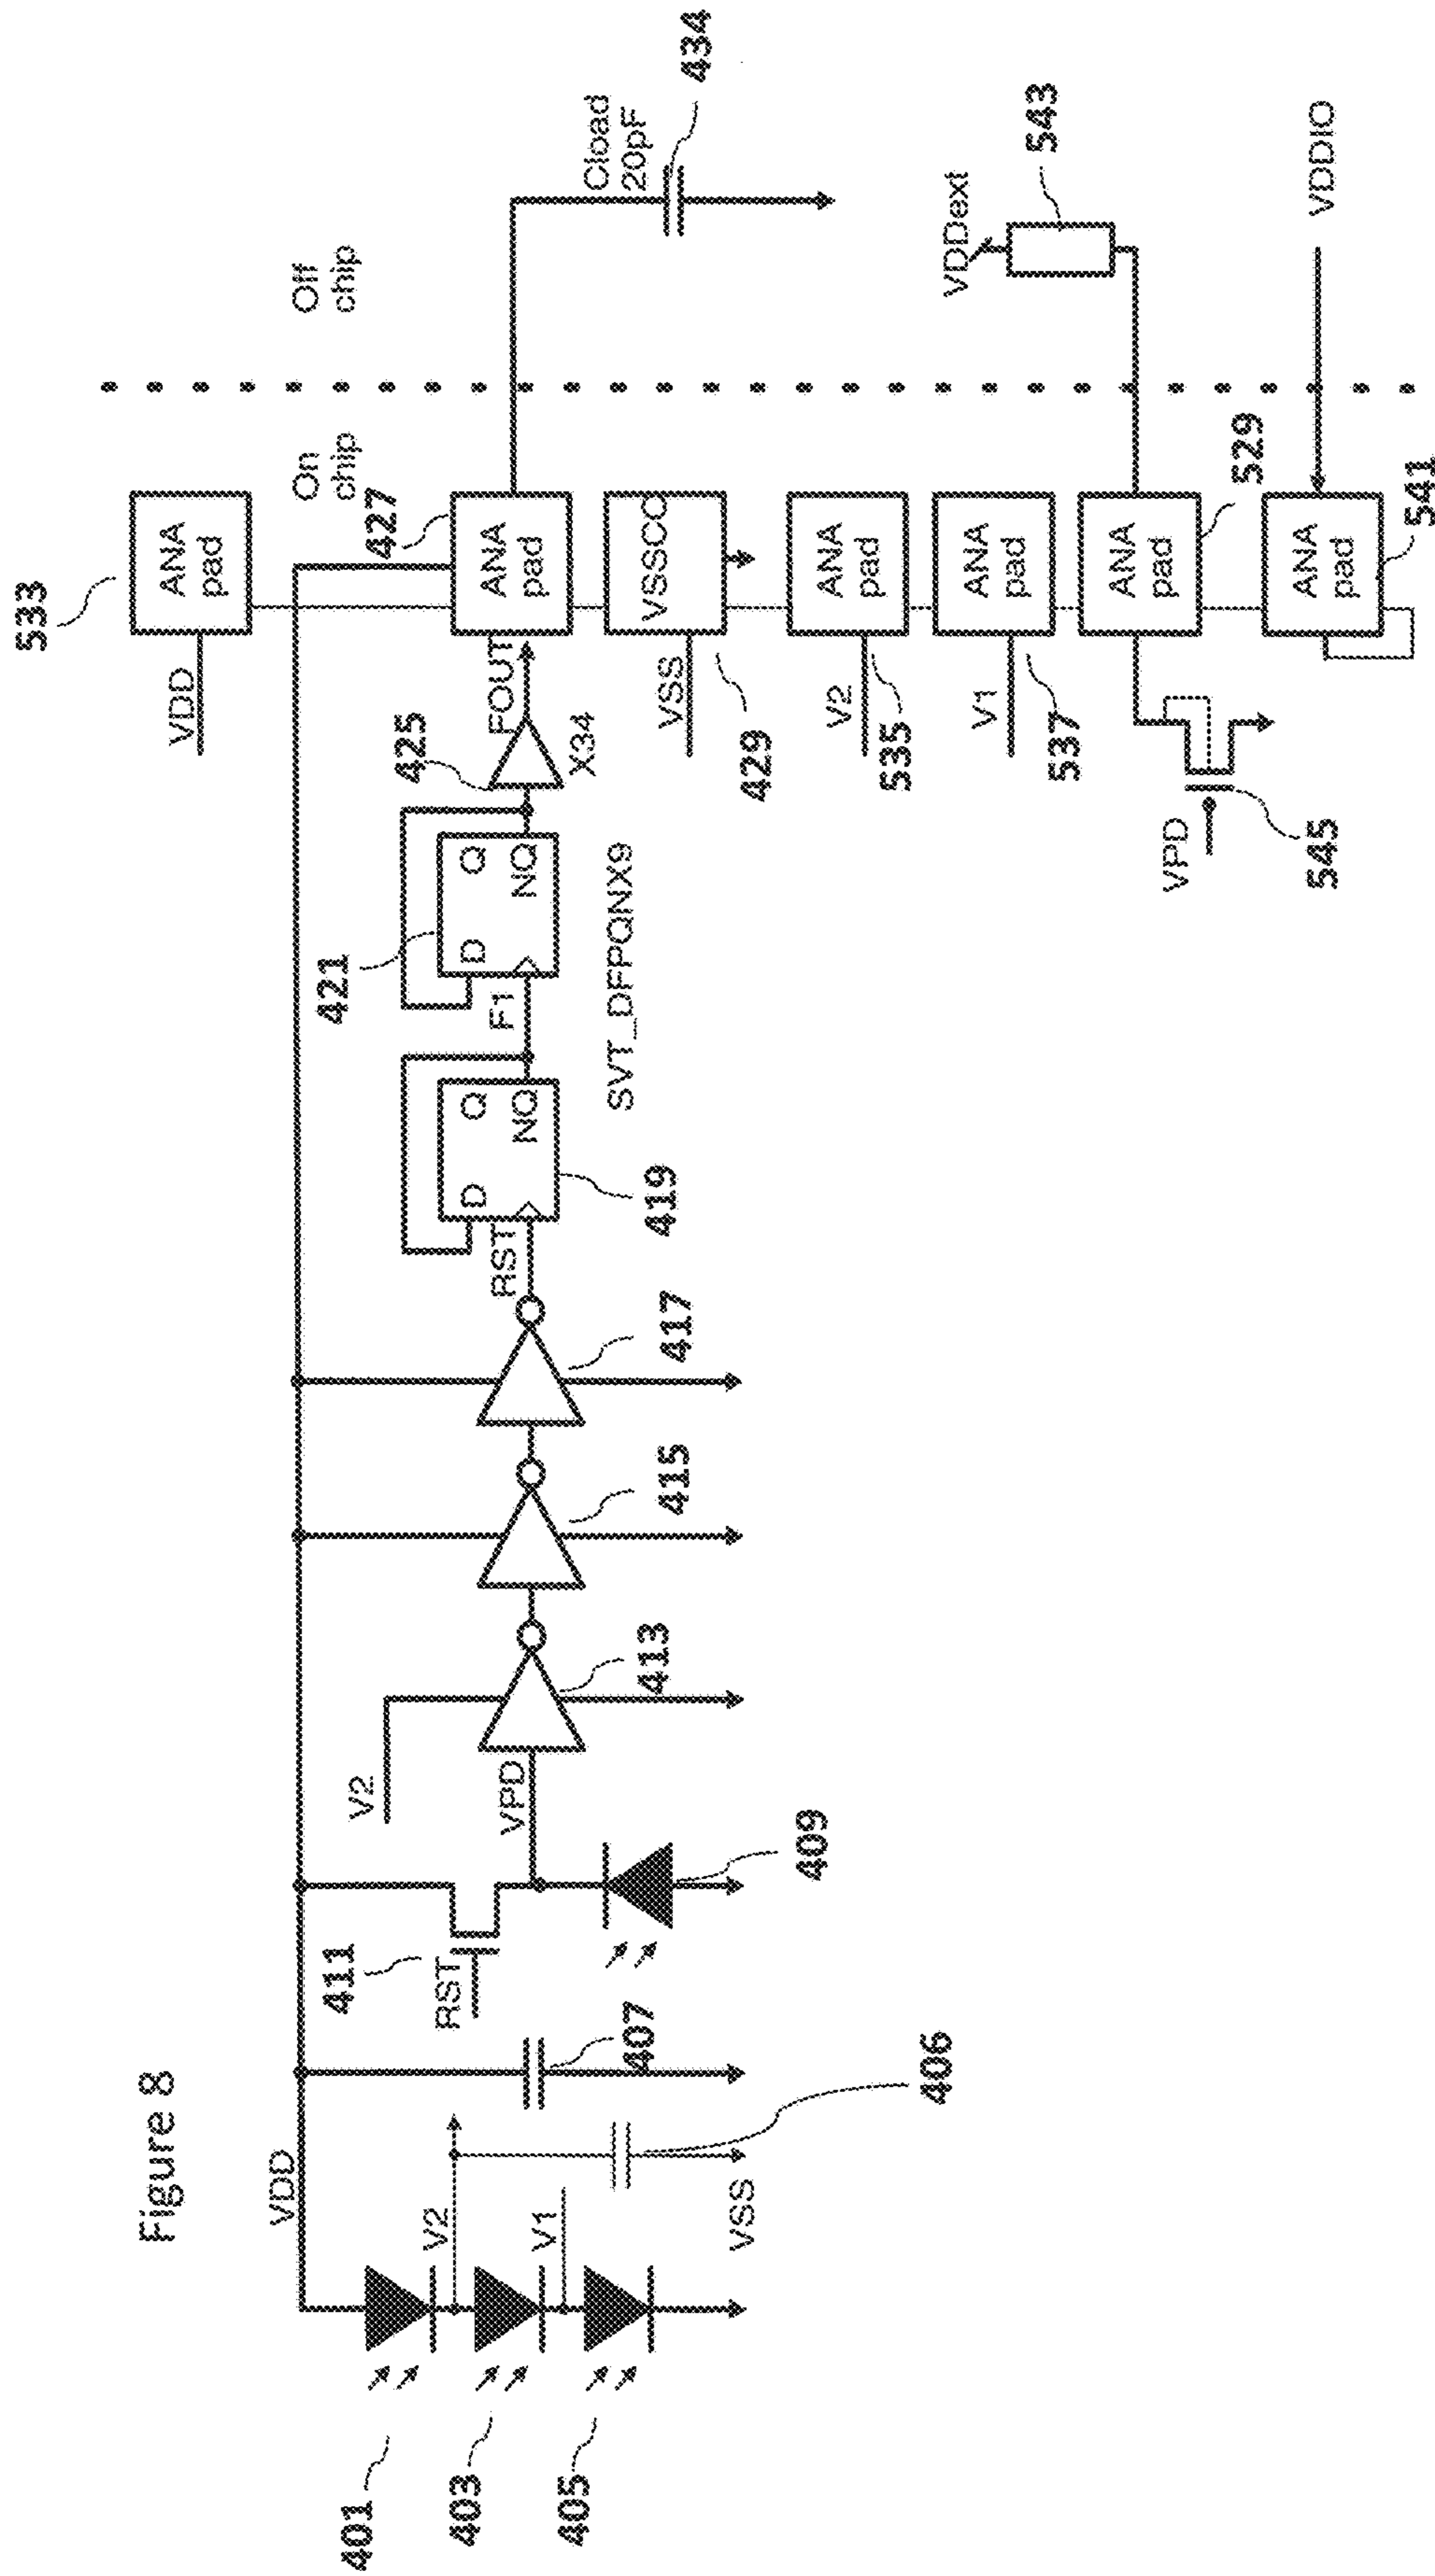 Figure 8
533
VDD
ANA
pad
On
chip
Off
chip
VDD
401
V2
403
V1
405
VSS
406
407
411
RST
409
V2
VPD
413
415
417
RST
D
Q
NQ
419
421
F1
D
Q
NQ
SVT_DFPQNX9
425
X34
FOUT
427
ANA
pad
Cload
20pF
434
VSS
VSSCO
429
V2
ANA
pad
535
V1
ANA
pad
537
VPD
545
ANA
pad
529
VDDext
543
ANA
pad
541
VDDIO